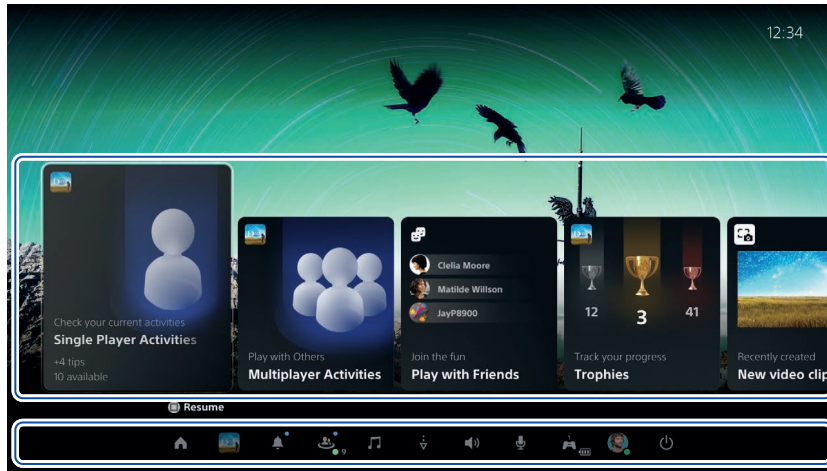 12:34
Check your current activities
Single Player Activities
+4 tips
10 available
Play with Others
Multiplayer Activities
Clelia Moore
Matilde Willson
JayP8900
Join the fun
Play with Friends
12
3
41
Track your progress
Trophies
Recently created
New video clip
Resume
9